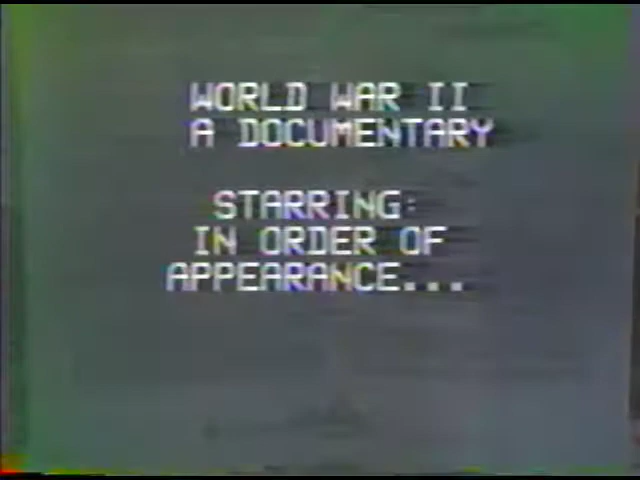 WORLD WAR II
A DOCUMENTARY
STARRING:
IN ORDER OF
APPEARANCE...